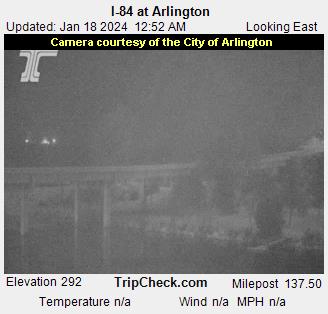 I-84 at Arlington
Updated: Jan 18 2024 12:52 AM Looking East
Camera courtesy of the City of Arlington
Elevation 292 TripCheck.com Milepost 137.50
Temperature n/a Wind n/a MPH n/a